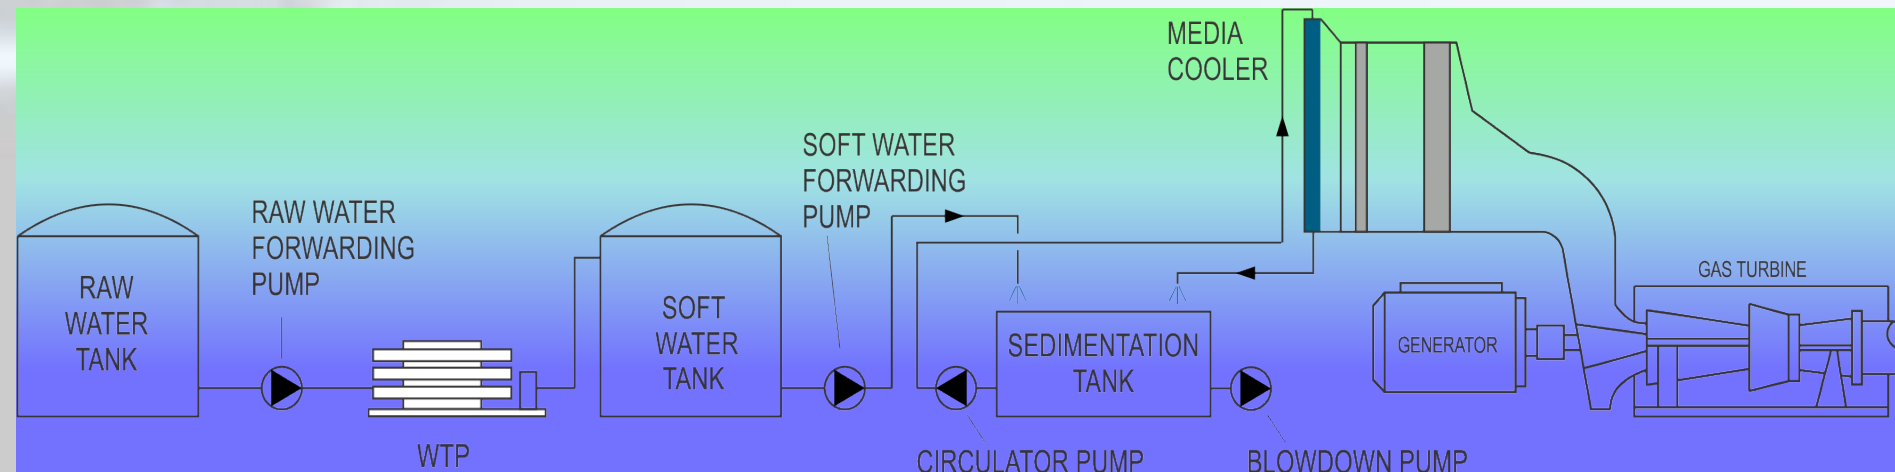 RAW
WATER
TANK
RAW WATER
FORWARDING
PUMP
WTP
SOFT
WATER
TANK
SOFT WATER
FORWARDING
PUMP
CIRCULATOR PUMP
SEDIMENTATION
TANK
BLOWDOWN PUMP
MEDIA
COOLER
GENERATOR
GAS TURBINE